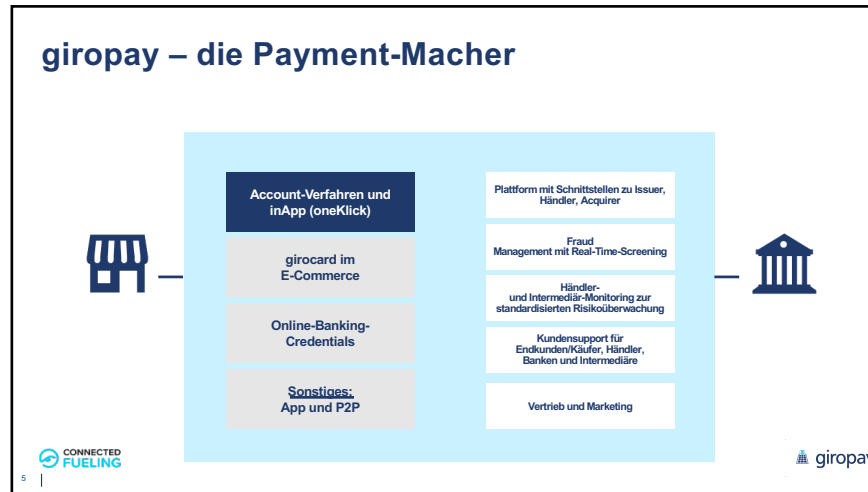 giropay – die Payment-Macher
Account-Verfahren und
inApp (oneKlick)
girocard im
E-Commerce
Online-Banking-
Credentials
Sonstiges:
App und P2P
Plattform mit Schnittstellen zu Issuer,
Händler, Acquirer
Fraud
Management mit Real-Time-Screening
Händler-
und Intermediär-Monitoring zur
standardisierten Risikoüberwachung
Kundensupport für
Endkunden/Käufer, Händler,
Banken und Intermediäre
Vertrieb und Marketing
CONNECTED
FUELING
5
giropay